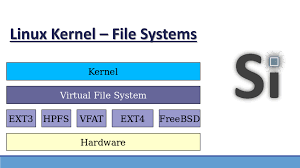 Linux Kernel – File Systems
Kernel
Virtual File System
EXT3 HPFS VFAT EXT4 FreeBSD
Hardware
Si